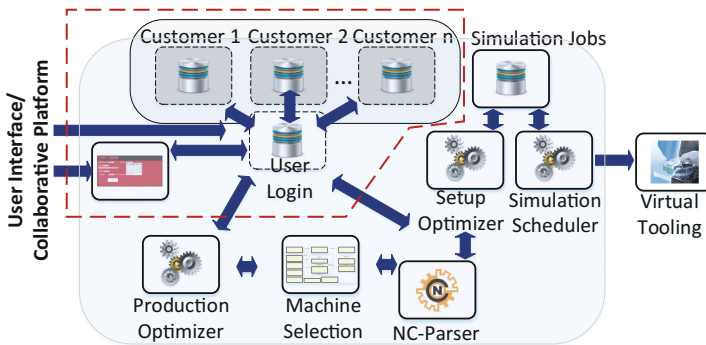 Customer 1 Customer 2 Customer n
...
Simulation Jobs
User Interface/
Collaborative Platform
User
Login
Setup
Optimizer
Simulation
Scheduler
Virtual
Tooling
Production
Optimizer
Machine
Selection
N
C
NC-Parser